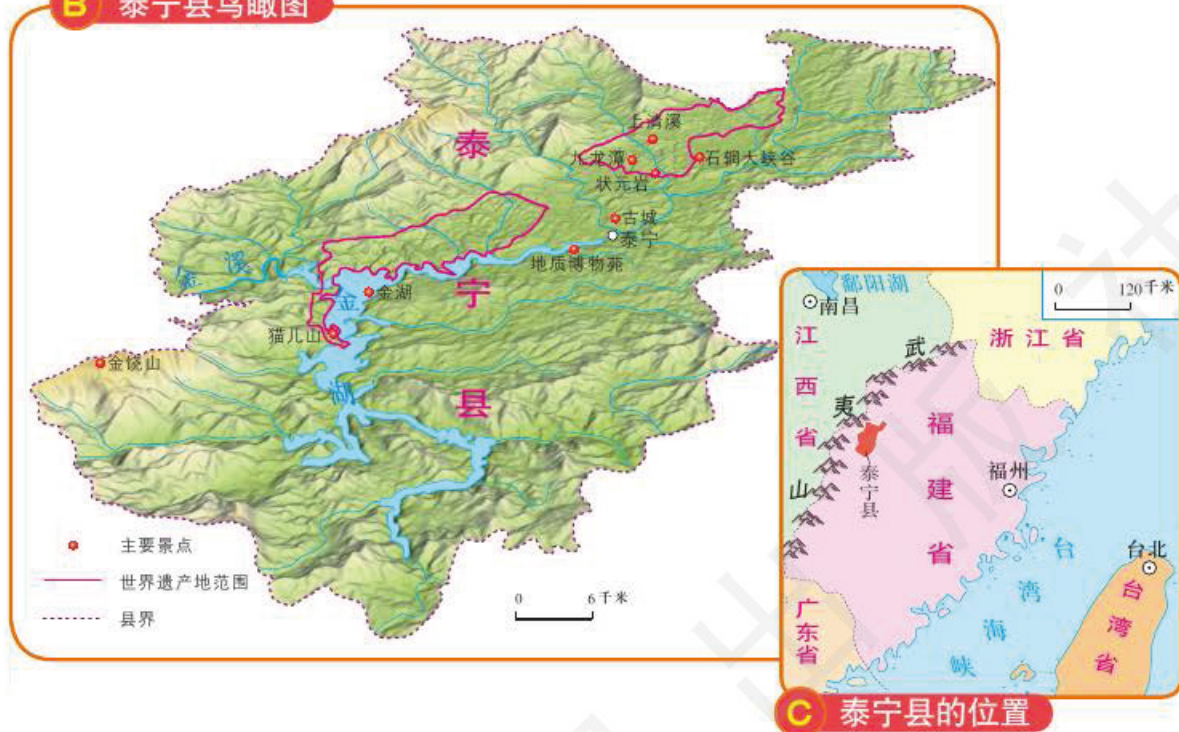 B 泰宁县鸟瞰图
泰
宁
县
上清溪
九龙潭
石辋大峡谷
状元岩
古城
泰宁
地质博物苑
金溪
金湖
金
湖
猫儿山
金饶山
主要景点
世界遗产地范围
县界
0 6千米
0 120千米
鄱阳湖
南昌
江西省
浙江省
武夷山
福建省
泰宁县
福州
台湾海峡
台北
台湾省
广东省
C 泰宁县的位置